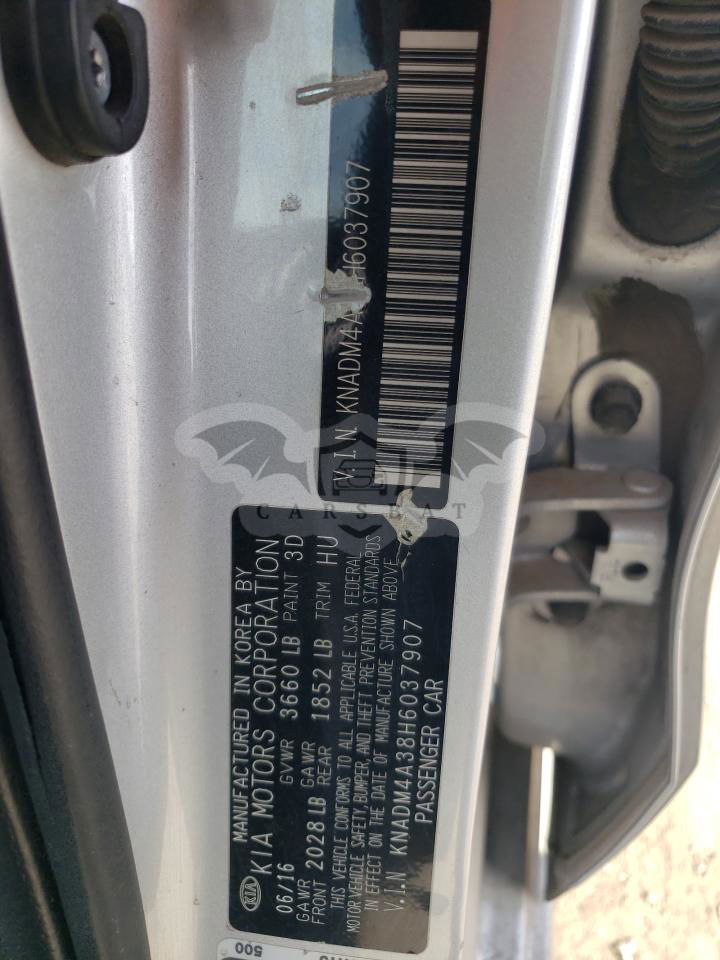 KIA
MANUFACTURED IN KOREA BY
KIA MOTORS CORPORATION
06/16 GVWR 3660 LB PAINT 3D
GAWR FRONT 2028 LB GAWR REAR 1852 LB TRIM HU
THIS VEHICLE CONFORMS TO ALL APPLICABLE U.S.A. FEDERAL
MOTOR VEHICLE SAFETY, BUMPER, AND THEFT PREVENTION STANDARDS
IN EFFECT ON THE DATE OF MANUFACTURE SHOWN ABOVE
V.I.N KNADM4A38H6037907
PASSENGER CAR
V.I.N KNADM4A H6037907
CARSBAT
500